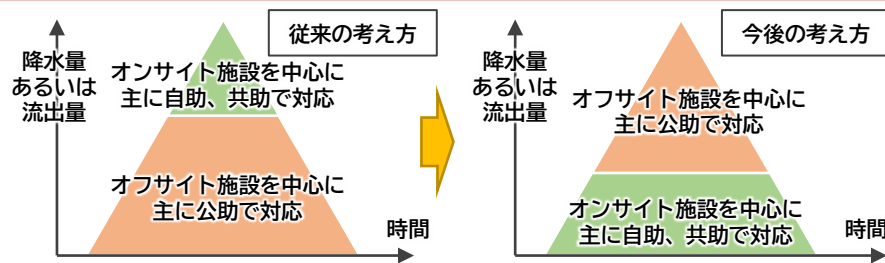 従来の考え方
降水量
あるいは
流出量
オンサイト施設を中心に
主に自助、共助で対応
オフサイト施設を中心に
主に公助で対応
時間
今後の考え方
降水量
あるいは
流出量
オフサイト施設を中心に
主に公助で対応
オンサイト施設を中心に
主に自助、共助で対応
時間